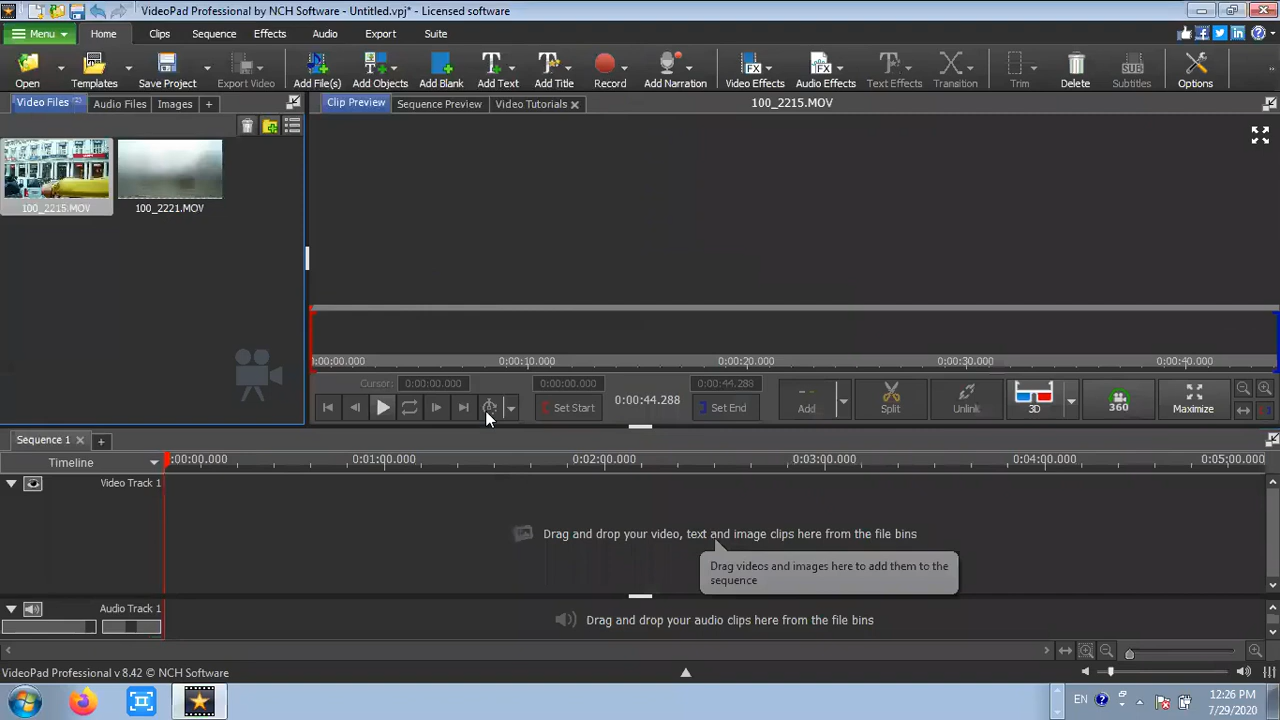 VideoPad Professional by NCH Software - Untitled.vpj* - Licensed software
Menu Home Clips Sequence Effects Audio Export Suite
Open Templates Save Project Export Video Add File(s) Add Objects Add Blank Add Text Add Title Record Add Narration Video Effects Audio Effects Text Effects Transition Trim Delete Subtitles Options
Video Files Audio Files Images +
Clip Preview Sequence Preview Video Tutorials 100_2215.MOV
100_2215.MOV 100_2221.MOV
0:00:00.000 0:00:10.000 0:00:20.000 0:00:30.000 0:00:40.000
Cursor: 0:00:00.000 0:00:00.000 0:00:44.288
Set Start 0:00:44.288 Set End Add Split Unlink 3D 360 Maximize
Sequence 1 +
Timeline :00:00.000 0:01:00.000 0:02:00.000 0:03:00.000 0:04:00.000 0:05:00.000
Video Track 1
Drag and drop your video, text and image clips here from the file bins
Drag videos and images here to add them to the
sequence
Audio Track 1
Drag and drop your audio clips here from the file bins
VideoPad Professional v 8.42 © NCH Software
EN 12:26 PM
7/29/2020